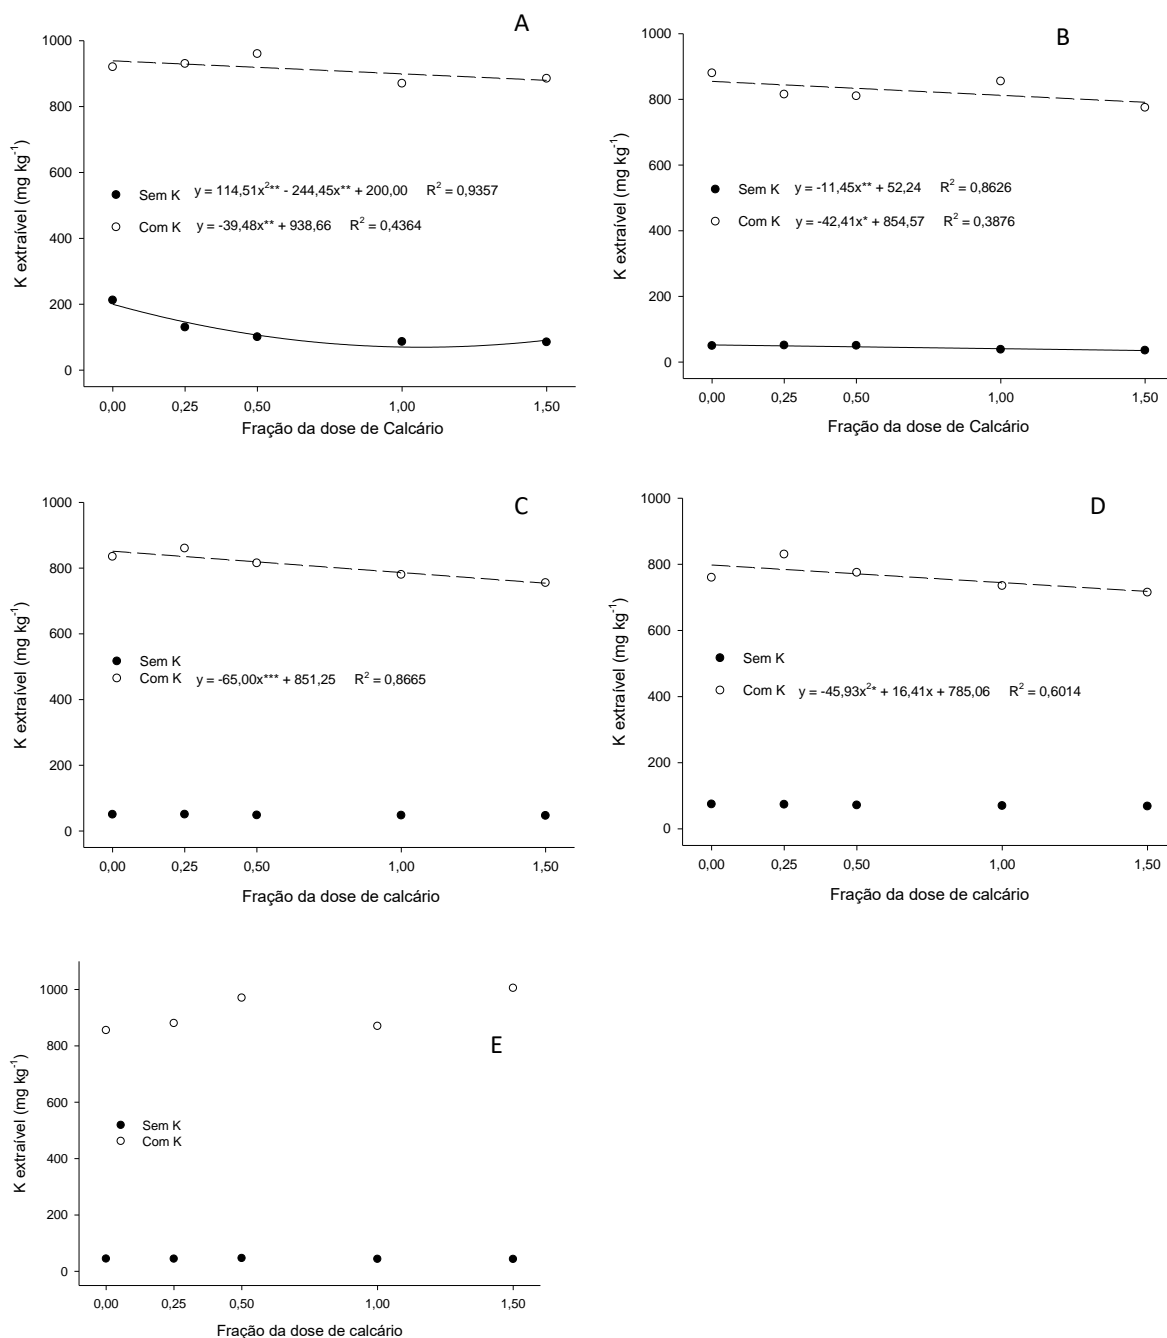 A
K extraível (mg kg⁻¹)
1000
800
600
400
200
0
Sem K y = 114,51x²** - 244,45x** + 200,00 R² = 0,9357
Com K y = -39,48x** + 938,66 R² = 0,4364
0,00 0,25 0,50 1,00 1,50
Fração da dose de Calcário
B
K extraível (mg kg⁻¹)
1000
800
600
400
200
0
Sem K y = -11,45x** + 52,24 R² = 0,8626
Com K y = -42,41x* + 854,57 R² = 0,3876
0,00 0,25 0,50 1,00 1,50
Fração da dose de Calcário
C
K extraível (mg kg⁻¹)
1000
800
600
400
200
0
Sem K
Com K y = -65,00x*** + 851,25 R² = 0,8665
0,00 0,25 0,50 1,00 1,50
Fração da dose de calcário
D
K extraível (mg kg⁻¹)
1000
800
600
400
200
0
Sem K
Com K y = -45,93x²* + 16,41x + 785,06 R² = 0,6014
0,00 0,25 0,50 1,00 1,50
Fração da dose de calcário
E
K extraível (mg kg⁻¹)
1000
800
600
400
200
0
Sem K
Com K
0,00 0,25 0,50 1,00 1,50
Fração da dose de calcário